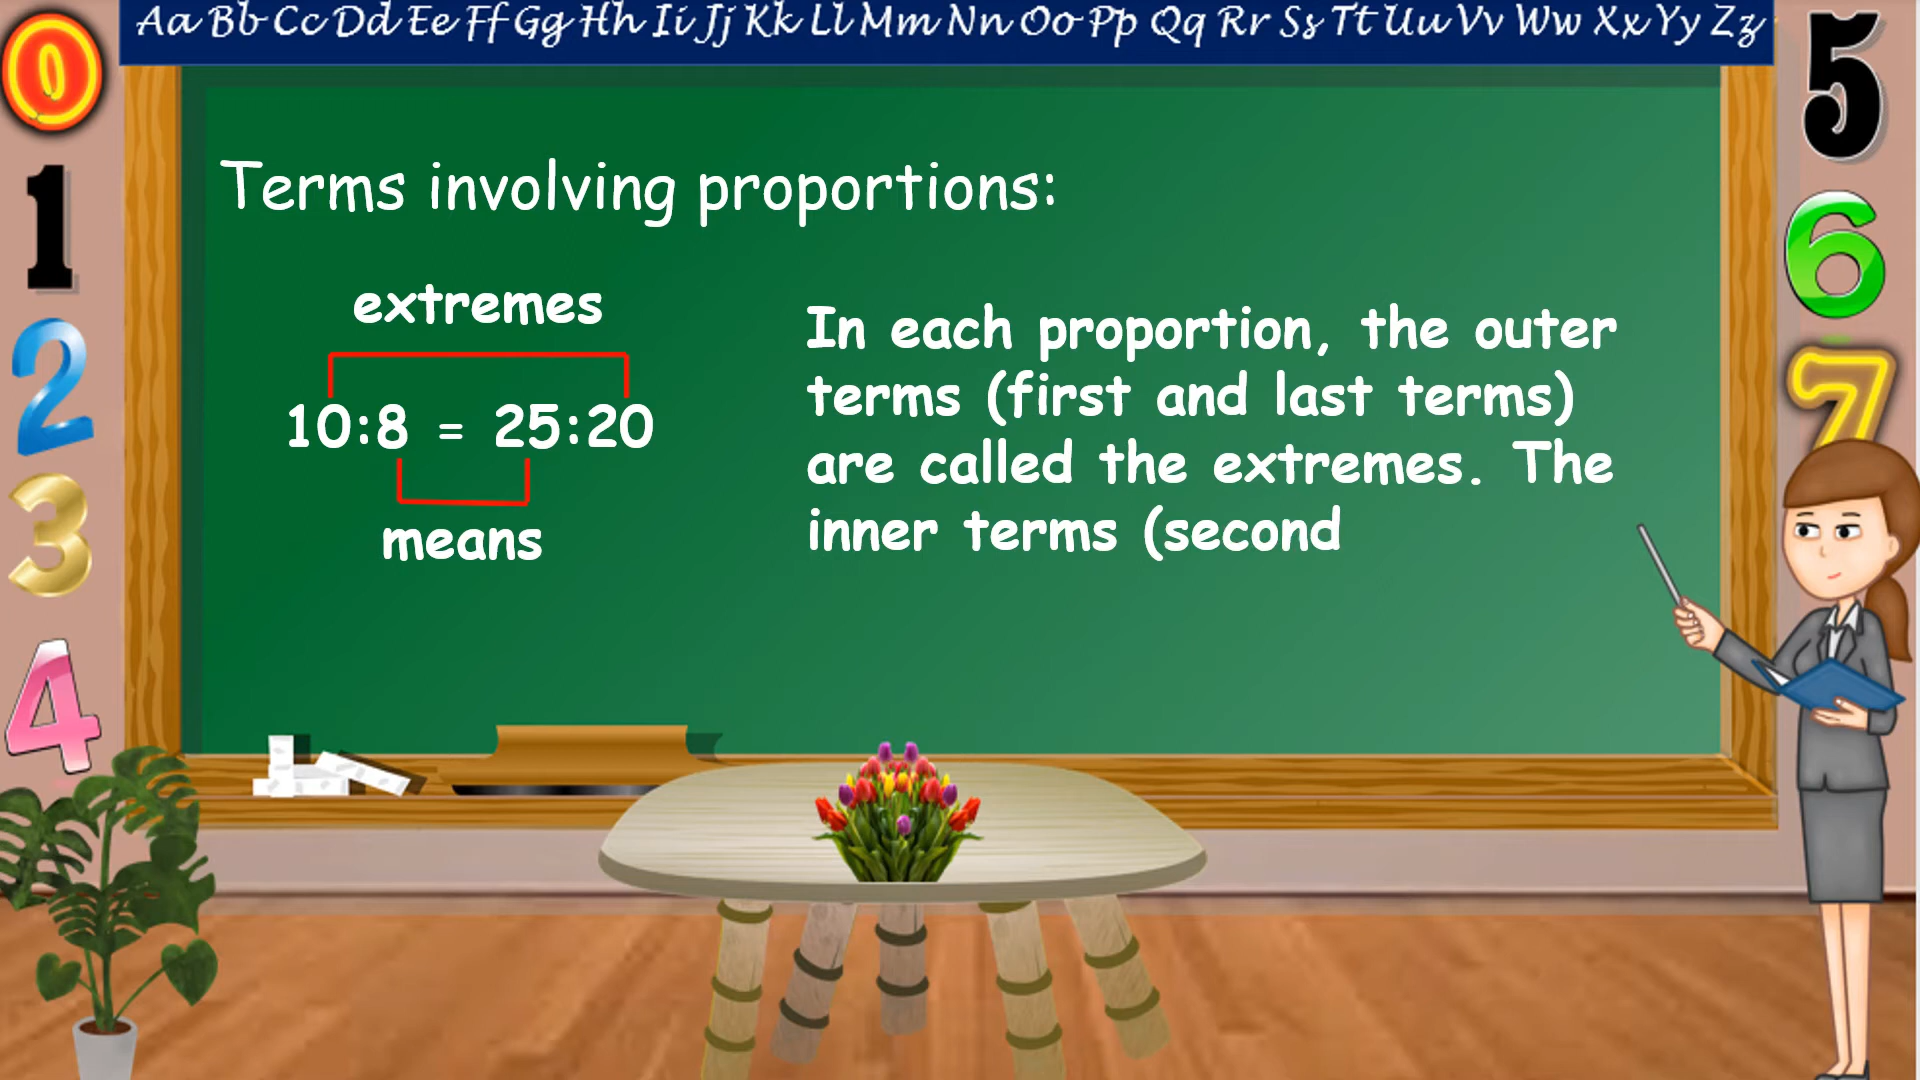 Aa Bb Cc Dd Ee Ff Gg Hh Ii Jj Kk Ll Mm Nn Oo Pp Qq Rr Ss Tt Uu Vv Ww Xx Yy Zz
0
1
2
3
4
5
6
7
Terms involving proportions:
extremes
10:8 = 25:20
means
In each proportion, the outer
terms (first and last terms)
are called the extremes. The
inner terms (second